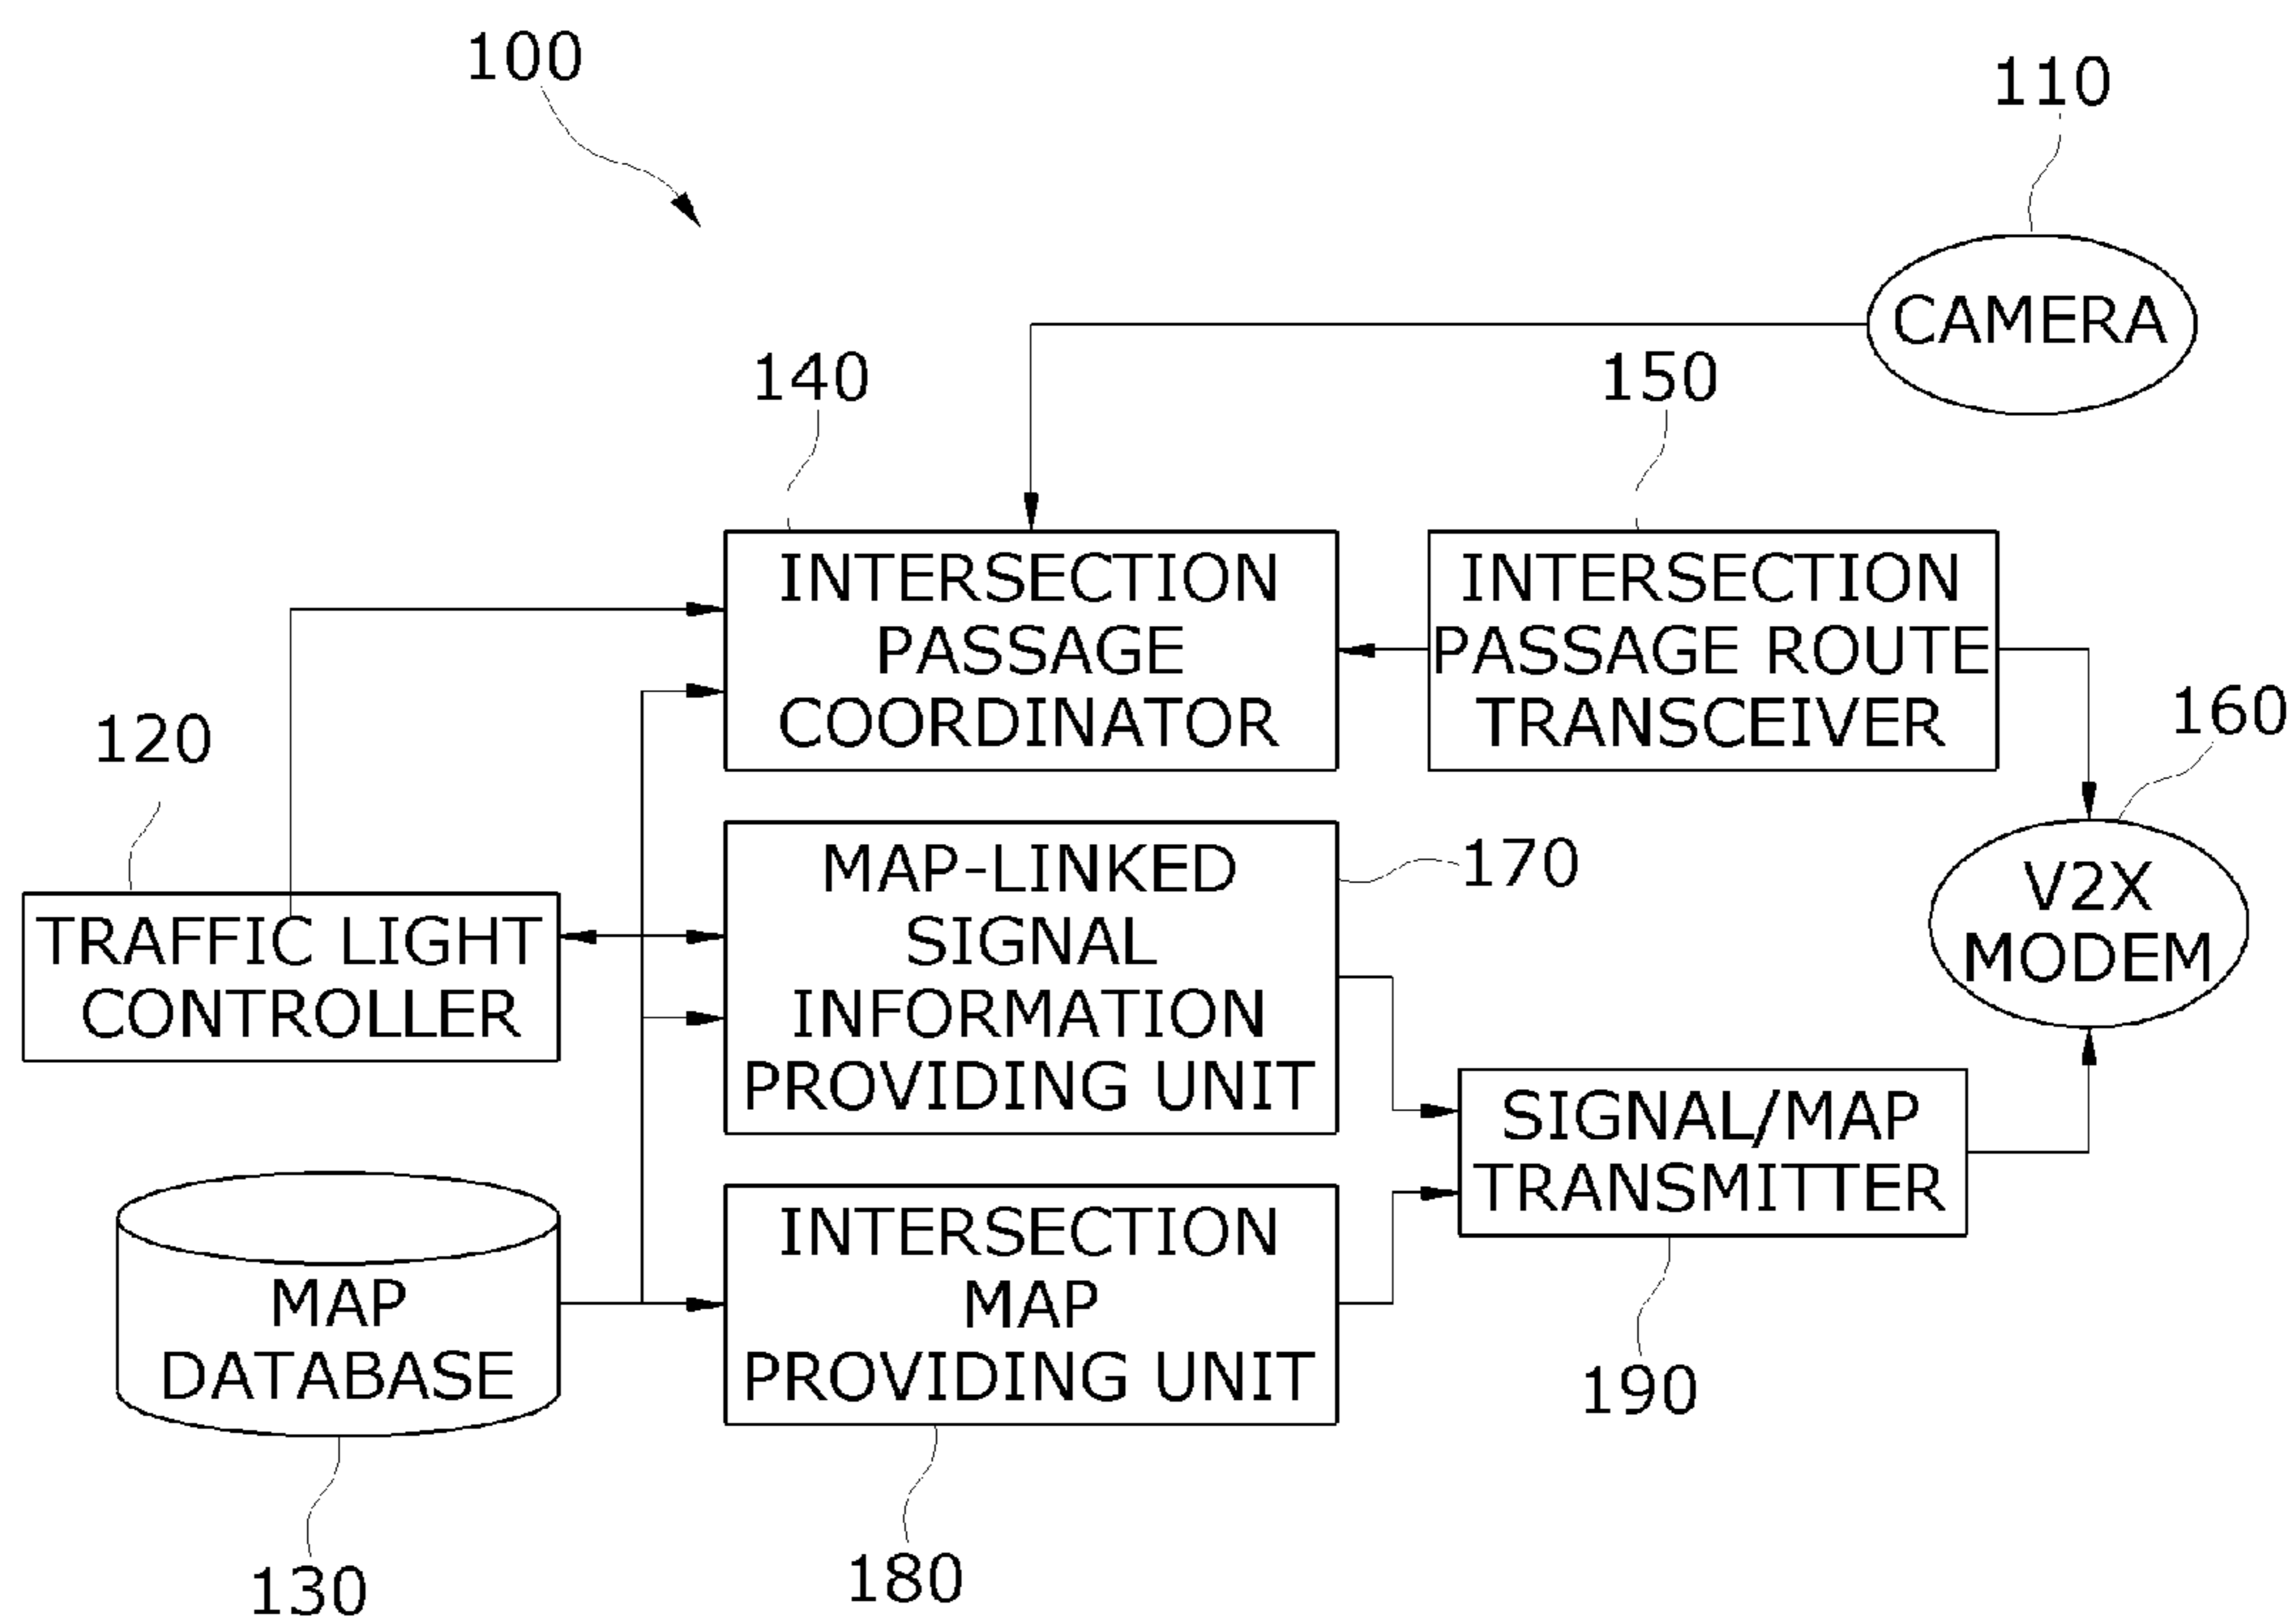 100
110
CAMERA
140
150
INTERSECTION
PASSAGE
COORDINATOR
INTERSECTION
PASSAGE ROUTE
TRANSCEIVER
160
120
TRAFFIC LIGHT
CONTROLLER
MAP-LINKED
SIGNAL
INFORMATION
PROVIDING UNIT
170
V2X
MODEM
SIGNAL/MAP
TRANSMITTER
190
MAP
DATABASE
130
INTERSECTION
MAP
PROVIDING UNIT
180